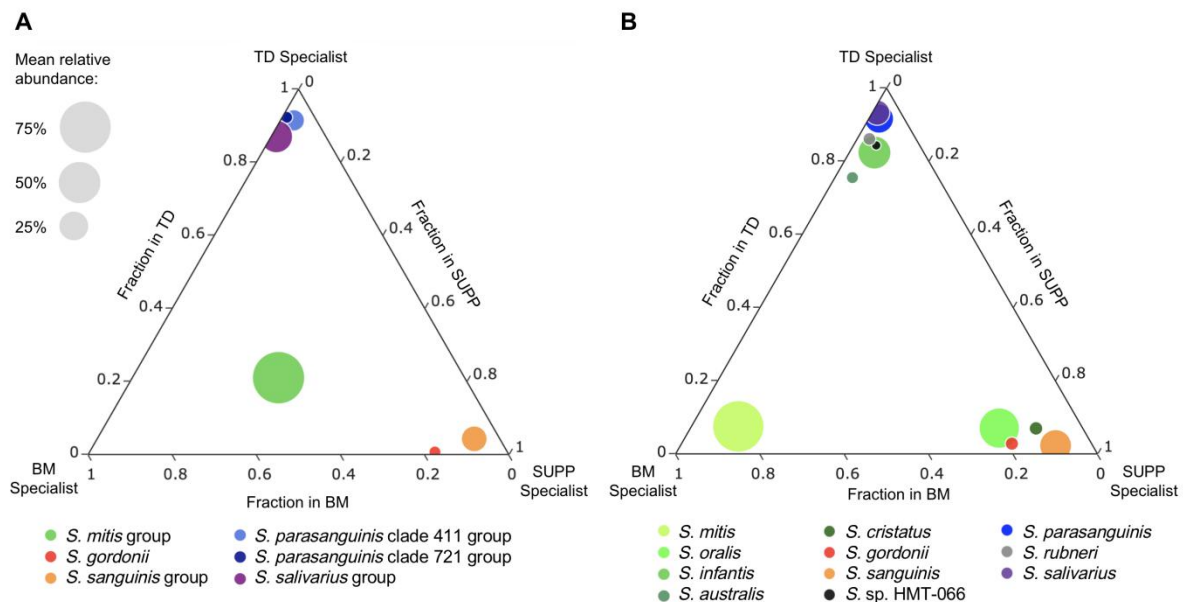 A
Mean relative
abundance:
75%
50%
25%
TD Specialist
1
0
0.8
0.2
0.6
0.4
Fraction in TD
Fraction in SUPP
0.4
0.6
0.2
0.8
0
1
BM
Specialist
1
0.8
0.6
0.4
0.2
0
SUPP
Specialist
Fraction in BM
S. mitis group
S. gordonii
S. sanguinis group
S. parasanguinis clade 411 group
S. parasanguinis clade 721 group
S. salivarius group
B
TD Specialist
1
0
0.8
0.2
0.6
0.4
Fraction in TD
Fraction in SUPP
0.4
0.6
0.2
0.8
0
1
BM
Specialist
1
0.8
0.6
0.4
0.2
0
SUPP
Specialist
Fraction in BM
S. mitis
S. oralis
S. infantis
S. australis
S. cristatus
S. gordonii
S. sanguinis
S. sp. HMT-066
S. parasanguinis
S. rubneri
S. salivarius